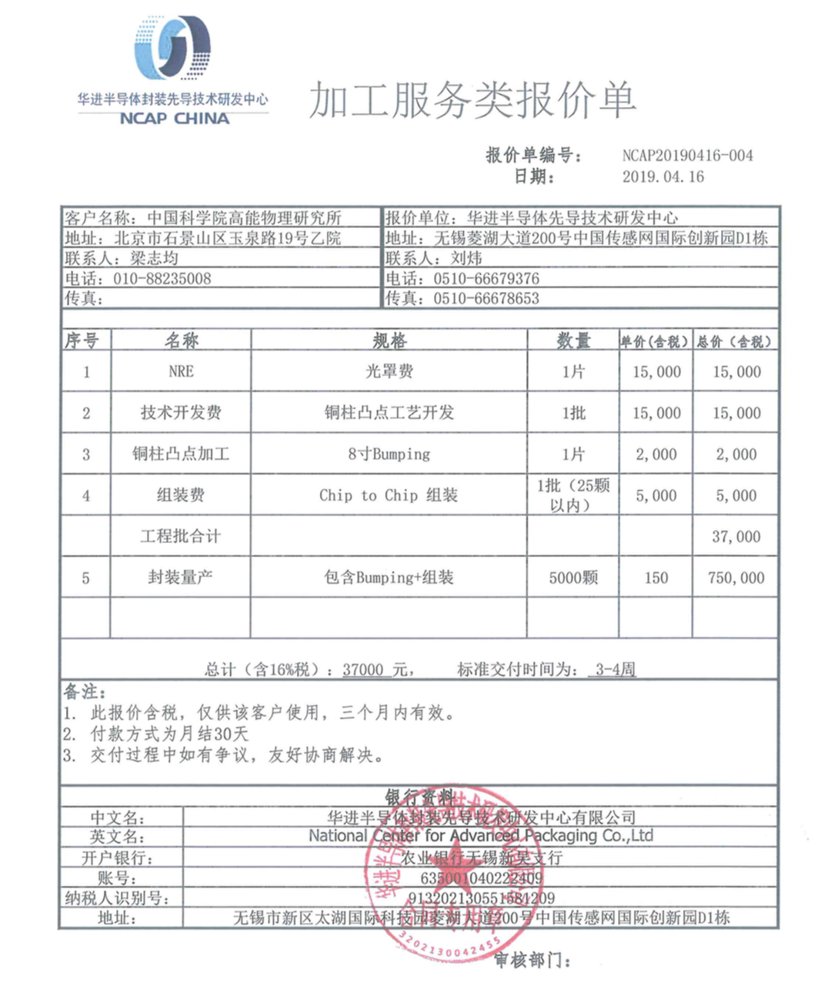 华进半导体封装先导技术研发中心
NCAP CHINA
加工服务类报价单
报价单编号： NCAP20190416-004
日期： 2019.04.16
客户名称：中国科学院高能物理研究所 报价单位：华进半导体先导技术研发中心
地址：北京市石景山区玉泉路19号乙院 地址：无锡菱湖大道200号中国传感网国际创新园D1栋
联系人：梁志均 联系人：刘炜
电话：010-88235008 电话：0510-66679376
传真： 传真：0510-66678653
序号 名称 规格 数量 单价(含税) 总价（含税）
1 NRE 光罩费 1片 15,000 15,000
2 技术开发费 铜柱凸点工艺开发 1批 15,000 15,000
3 铜柱凸点加工 8寸Bumping 1片 2,000 2,000
4 组装费 Chip to Chip 组装 1批（25颗以内） 5,000 5,000
工程批合计 37,000
5 封装量产 包含Bumping+组装 5000颗 150 750,000
总计（含16%税）：37000 元， 标准交付时间为：3-4周
备注：
1. 此报价含税，仅供该客户使用，三个月内有效。
2. 付款方式为月结30天
3. 交付过程中如有争议，友好协商解决。
银行资料
中文名： 华进半导体封装先导技术研发中心有限公司
英文名： National Center for Advanced Packaging Co.,Ltd
开户银行： 农业银行无锡新吴支行
账号： 635001040222409
纳税人识别号： 913202130551581209
地址： 无锡市新区太湖国际科技园菱湖大道200号中国传感网国际创新园D1栋
合同专用章
3202130042455
审核部门：